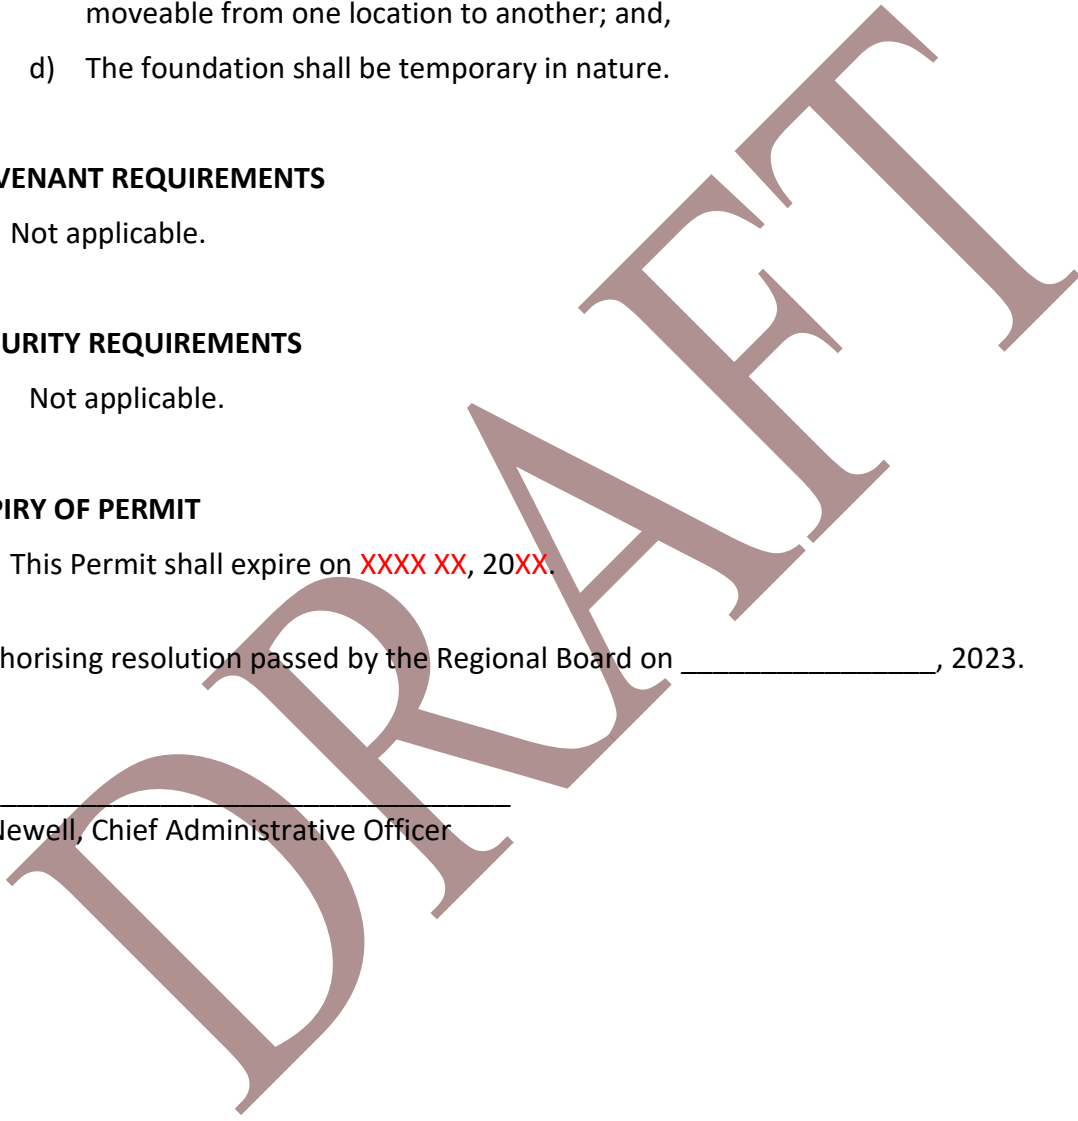 moveable from one location to another; and,
d) The foundation shall be temporary in nature.
VENANT REQUIREMENTS
Not applicable.
URITY REQUIREMENTS
Not applicable.
PIRY OF PERMIT
This Permit shall expire on XXXX XX, 20XX.
horising resolution passed by the Regional Board on ________________, 2023.
________________________________
Newell, Chief Administrative Officer
DRAFT